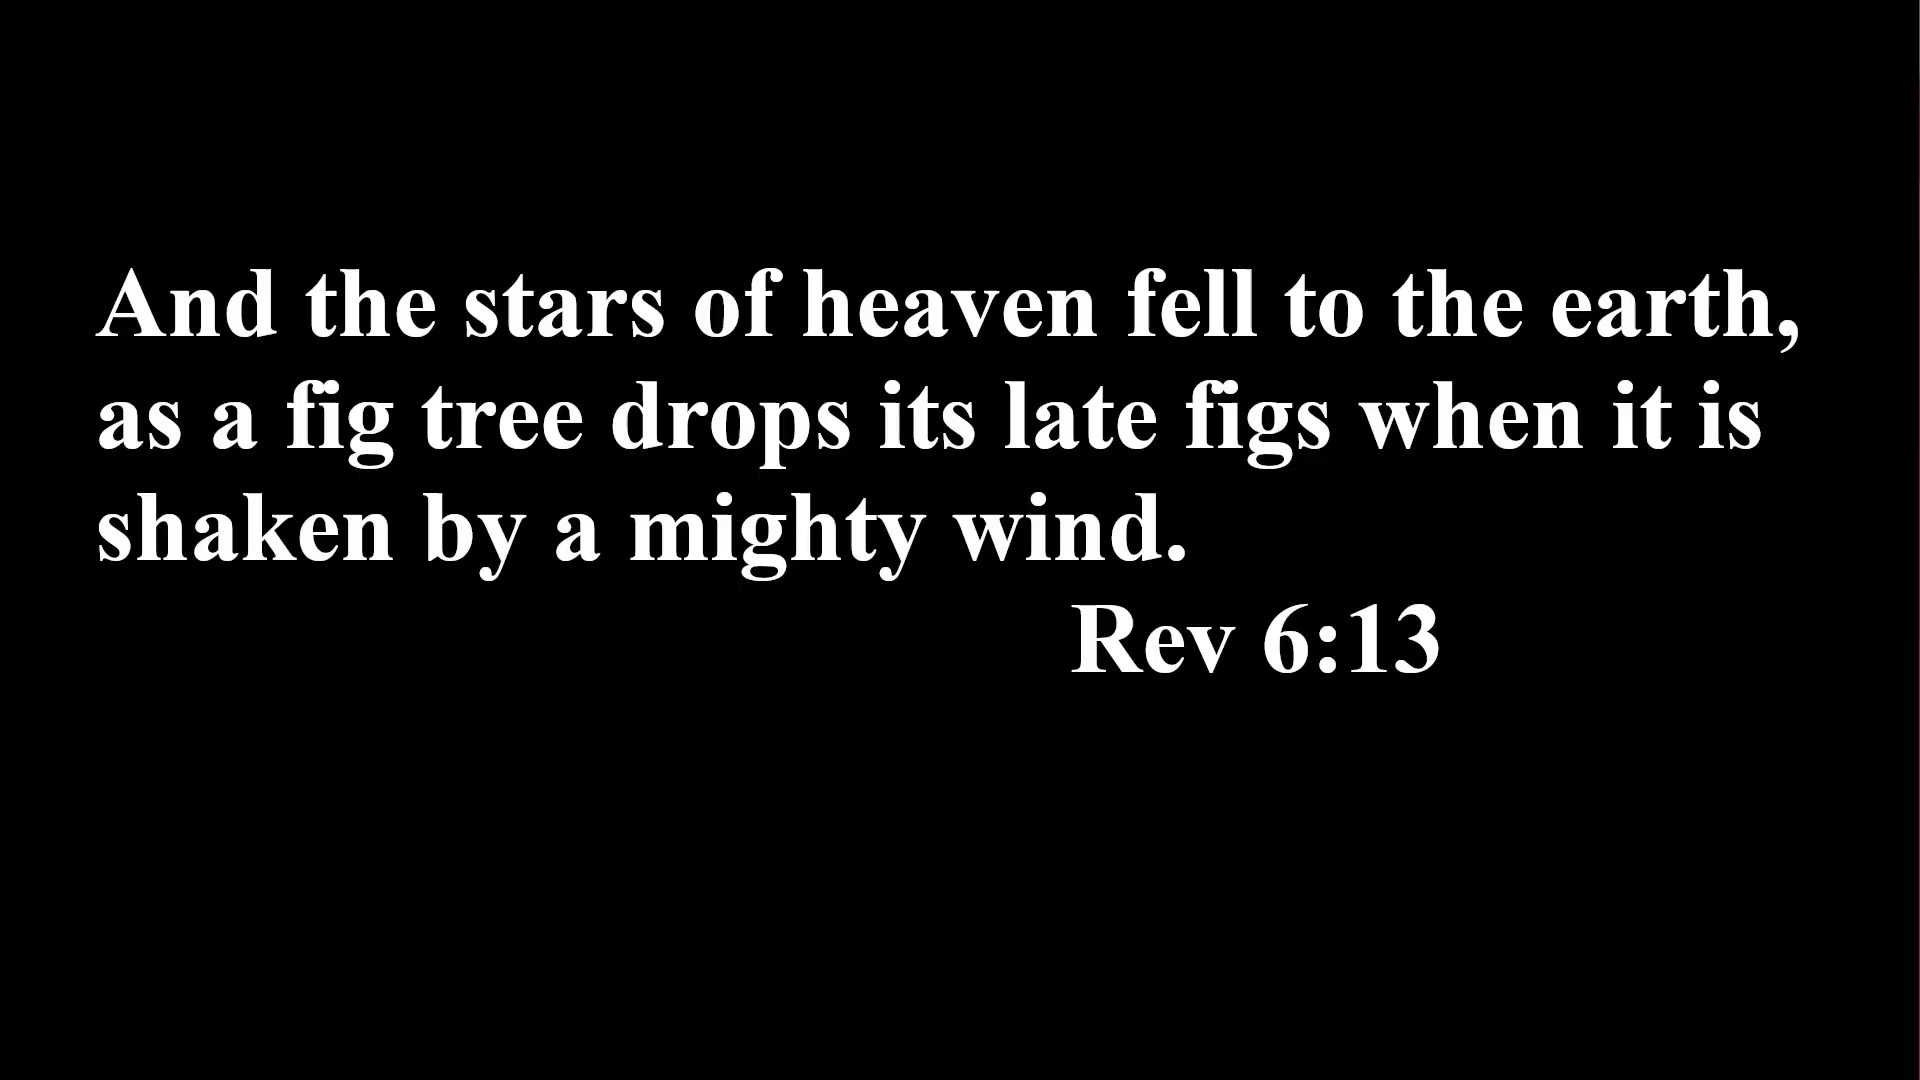 And the stars of heaven fell to the earth,
as a fig tree drops its late figs when it is
shaken by a mighty wind.
Rev 6:13